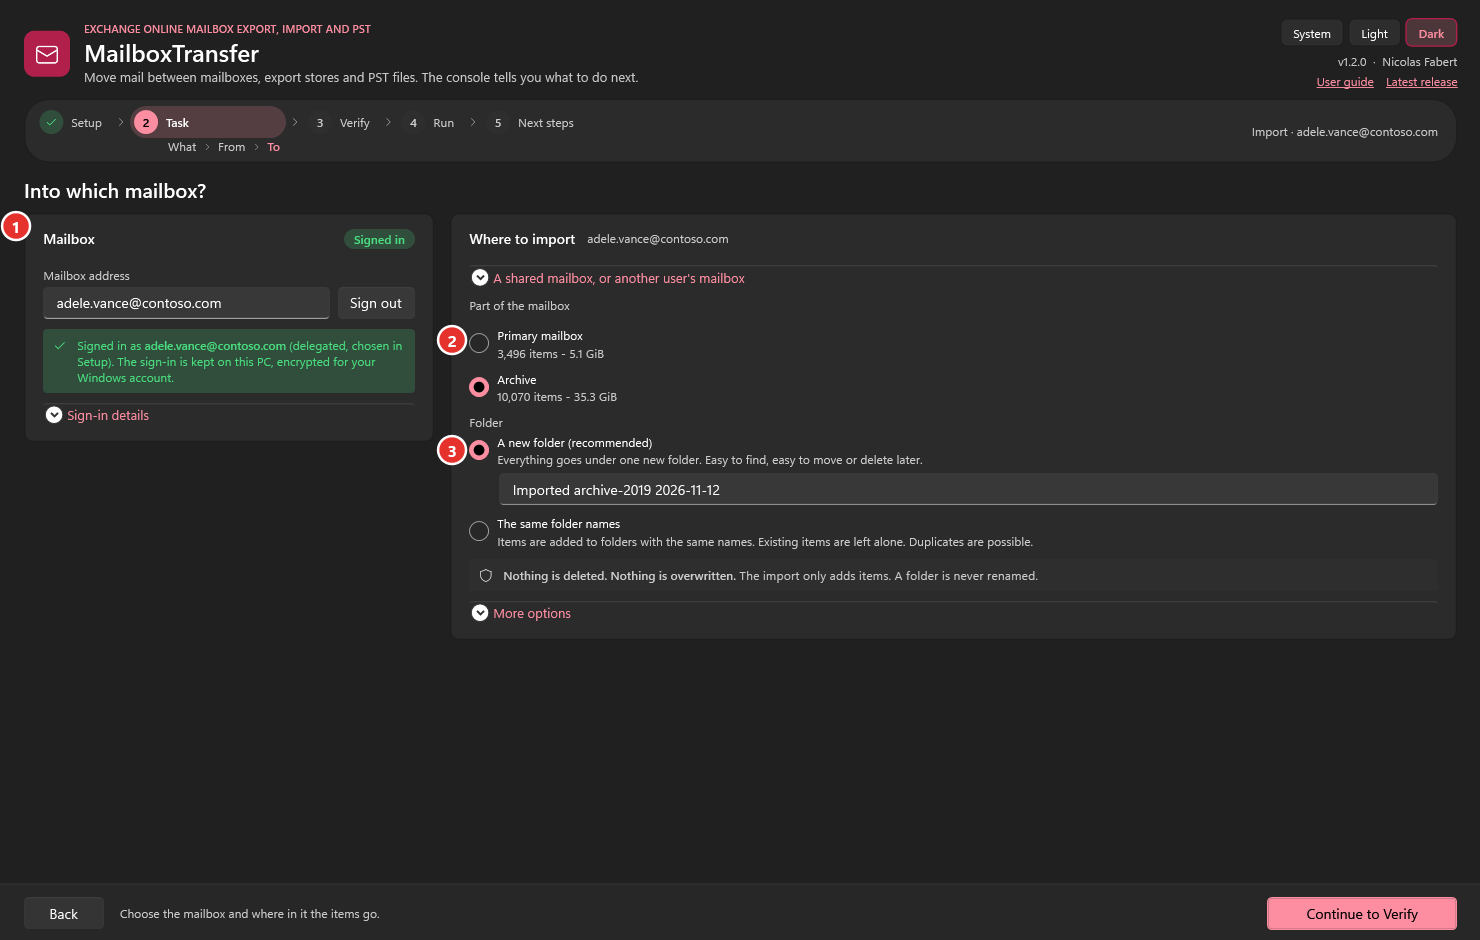 EXCHANGE ONLINE MAILBOX EXPORT, IMPORT AND PST
MailboxTransfer
Move mail between mailboxes, export stores and PST files. The console tells you what to do next.
System
Light
Dark
v1.2.0 · Nicolas Fabert
User guide
Latest release
Setup
2 Task
3 Verify
4 Run
5 Next steps
What
From
To
Import · adele.vance@contoso.com
Into which mailbox?
1
Mailbox
Signed in
Mailbox address
adele.vance@contoso.com
Sign out
Signed in as adele.vance@contoso.com (delegated, chosen in
Setup). The sign-in is kept on this PC, encrypted for your
Windows account.
Sign-in details
Where to import adele.vance@contoso.com
A shared mailbox, or another user's mailbox
Part of the mailbox
2
Primary mailbox
3,496 items - 5.1 GiB
Archive
10,070 items - 35.3 GiB
Folder
3
A new folder (recommended)
Everything goes under one new folder. Easy to find, easy to move or delete later.
Imported archive-2019 2026-11-12
The same folder names
Items are added to folders with the same names. Existing items are left alone. Duplicates are possible.
Nothing is deleted. Nothing is overwritten. The import only adds items. A folder is never renamed.
More options
Back
Choose the mailbox and where in it the items go.
Continue to Verify